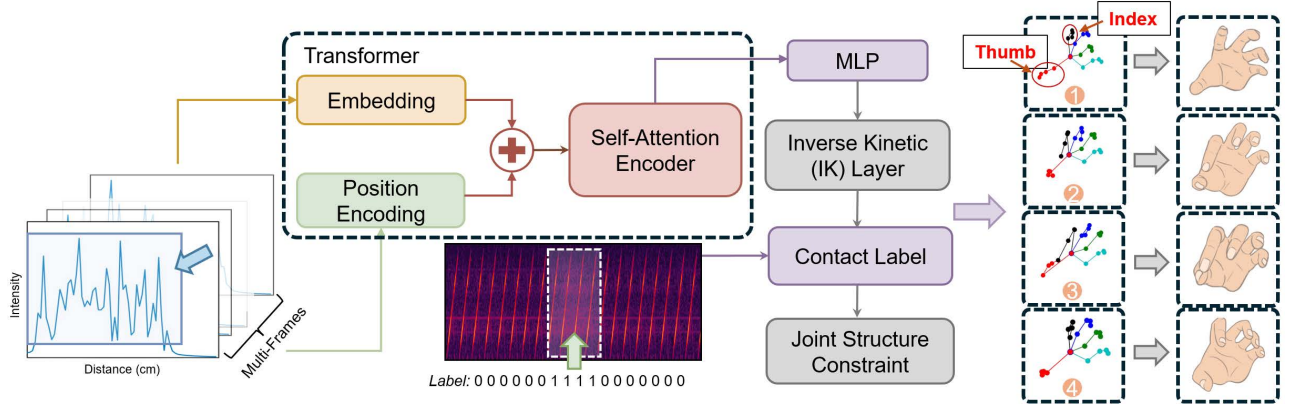 Transformer
Embedding
Position
Encoding
Self-Attention
Encoder
MLP
Inverse Kinetic
(IK) Layer
Contact Label
Joint Structure
Constraint
Intensity
Distance (cm)
Multi-Frames
Label: 0 0 0 0 0 0 1 1 1 1 0 0 0 0 0 0 0
Index
Thumb
1
2
3
4